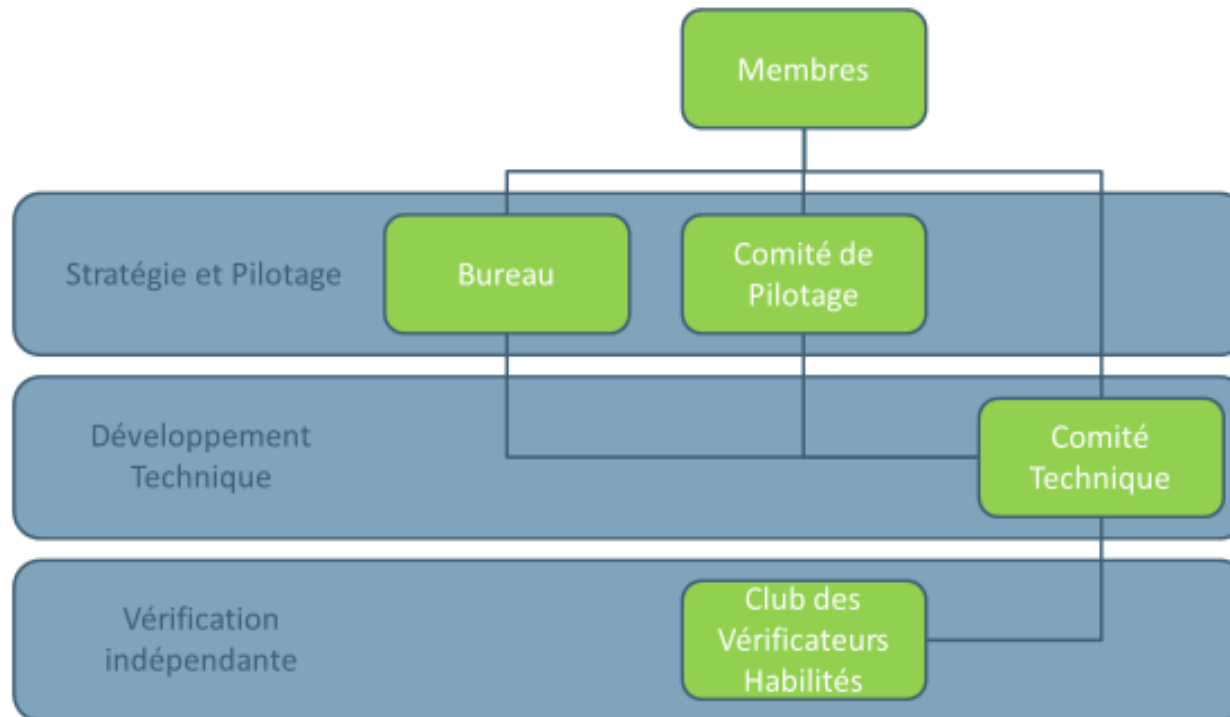 Membres
Stratégie et Pilotage
Bureau
Comité de
Pilotage
Développement
Technique
Comité
Technique
Vérification
indépendante
Club des
Vérificateurs
Habilités